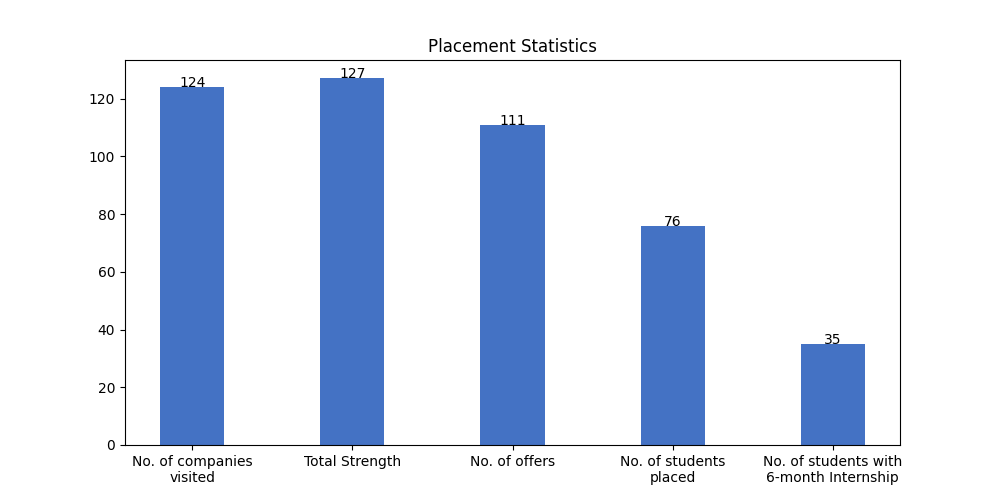 Placement Statistics
124
127
111
76
35
120
100
80
60
40
20
0
No. of companies
visited
Total Strength
No. of offers
No. of students
placed
No. of students with
6-month Internship